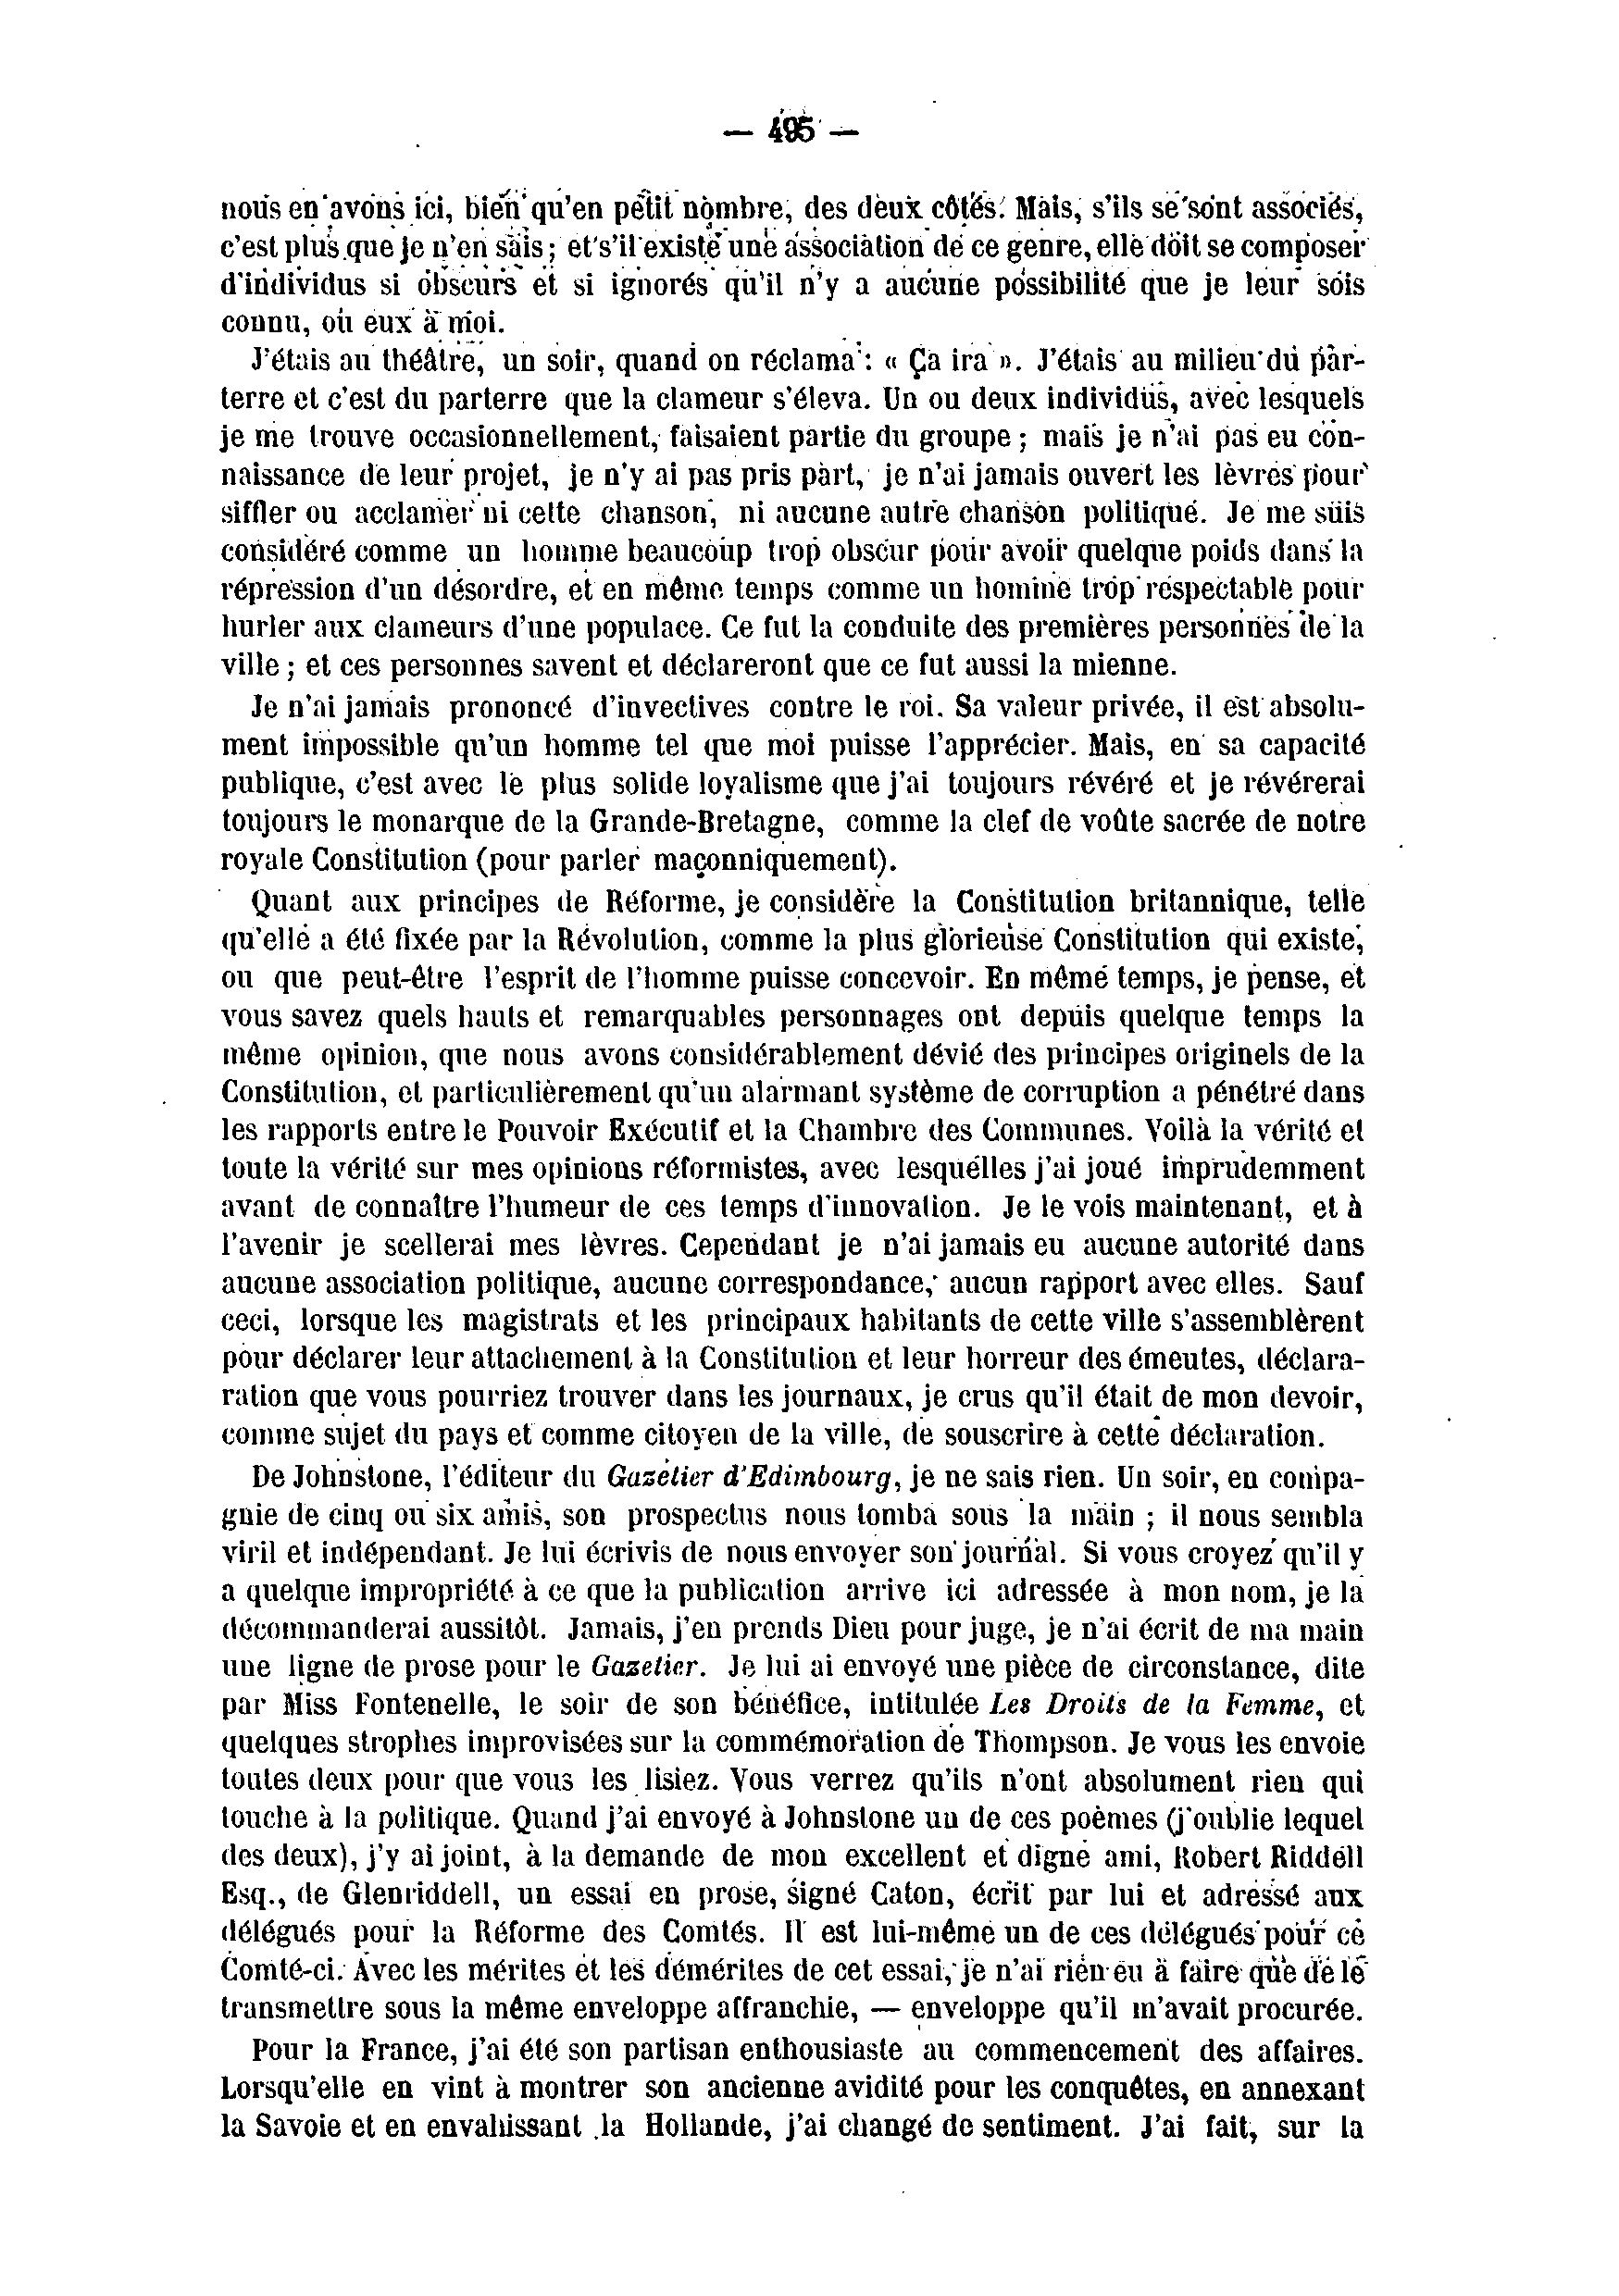 — 495 —
nous en avons ici, bien qu'en petit nombre, des deux côtés. Mais, s'ils se sont associés,
c'est plus que je n'en sais ; et s'il existe une association de ce genre, elle doit se composer
d'individus si obscurs et si ignorés qu'il n'y a aucune possibilité que je leur sois
connu, ou eux à moi.
J'étais au théâtre, un soir, quand on réclama : « Ça ira ». J'étais au milieu du par-
terre et c'est du parterre que la clameur s'éleva. Un ou deux individus, avec lesquels
je me trouve occasionnellement, faisaient partie du groupe ; mais je n'ai pas eu con-
naissance de leur projet, je n'y ai pas pris part, je n'ai jamais ouvert les lèvres pour
siffler ou acclamer ni cette chanson, ni aucune autre chanson politique. Je me suis
considéré comme un homme beaucoup trop obscur pour avoir quelque poids dans la
répression d'un désordre, et en même temps comme un homme trop respectable pour
hurler aux clameurs d'une populace. Ce fut la conduite des premières personnes de la
ville ; et ces personnes savent et déclareront que ce fut aussi la mienne.
Je n'ai jamais prononcé d'invectives contre le roi. Sa valeur privée, il est absolu-
ment impossible qu'un homme tel que moi puisse l'apprécier. Mais, en sa capacité
publique, c'est avec le plus solide loyalisme que j'ai toujours révéré et je révérerai
toujours le monarque de la Grande-Bretagne, comme la clef de voûte sacrée de notre
royale Constitution (pour parler maçonniquement).
Quant aux principes de Réforme, je considère la Constitution britannique, telle
qu'elle a été fixée par la Révolution, comme la plus glorieuse Constitution qui existe,
ou que peut-être l'esprit de l'homme puisse concevoir. En même temps, je pense, et
vous savez quels hauts et remarquables personnages ont depuis quelque temps la
même opinion, que nous avons considérablement dévié des principes originels de la
Constitution, et particulièrement qu'un alarmant système de corruption a pénétré dans
les rapports entre le Pouvoir Exécutif et la Chambre des Communes. Voilà la vérité et
toute la vérité sur mes opinions réformistes, avec lesquelles j'ai joué imprudemment
avant de connaître l'humeur de ces temps d'innovation. Je le vois maintenant, et à
l'avenir je scellerai mes lèvres. Cependant je n'ai jamais eu aucune autorité dans
aucune association politique, aucune correspondance, aucun rapport avec elles. Sauf
ceci, lorsque les magistrats et les principaux habitants de cette ville s'assemblèrent
pour déclarer leur attachement à la Constitution et leur horreur des émeutes, déclara-
ration que vous pourriez trouver dans les journaux, je crus qu'il était de mon devoir,
comme sujet du pays et comme citoyen de la ville, de souscrire à cette déclaration.
De Johnstone, l'éditeur du Gazetier d'Edimbourg, je ne sais rien. Un soir, en compa-
gnie de cinq ou six amis, son prospectus nous tomba sous la main ; il nous sembla
viril et indépendant. Je lui écrivis de nous envoyer son journal. Si vous croyez qu'il y
a quelque impropriété à ce que la publication arrive ici adressée à mon nom, je la
décommanderai aussitôt. Jamais, j'en prends Dieu pour juge, je n'ai écrit de ma main
une ligne de prose pour le Gazetier. Je lui ai envoyé une pièce de circonstance, dite
par Miss Fontenelle, le soir de son bénéfice, intitulée Les Droits de la Femme, et
quelques strophes improvisées sur la commémoration de Thompson. Je vous les envoie
toutes deux pour que vous les lisiez. Vous verrez qu'ils n'ont absolument rien qui
touche à la politique. Quand j'ai envoyé à Johnstone un de ces poèmes (j'oublie lequel
des deux), j'y ai joint, à la demande de mon excellent et digne ami, Robert Riddell
Esq., de Glenriddell, un essai en prose, signé Caton, écrit par lui et adressé aux
délégués pour la Réforme des Comtés. Il est lui-même un de ces délégués pour ce
Comté-ci. Avec les mérites et les démérites de cet essai, je n'ai rien eu à faire que de le
transmettre sous la même enveloppe affranchie, — enveloppe qu'il m'avait procurée.
Pour la France, j'ai été son partisan enthousiaste au commencement des affaires.
Lorsqu'elle en vint à montrer son ancienne avidité pour les conquêtes, en annexant
la Savoie et en envahissant la Hollande, j'ai changé de sentiment. J'ai fait, sur la